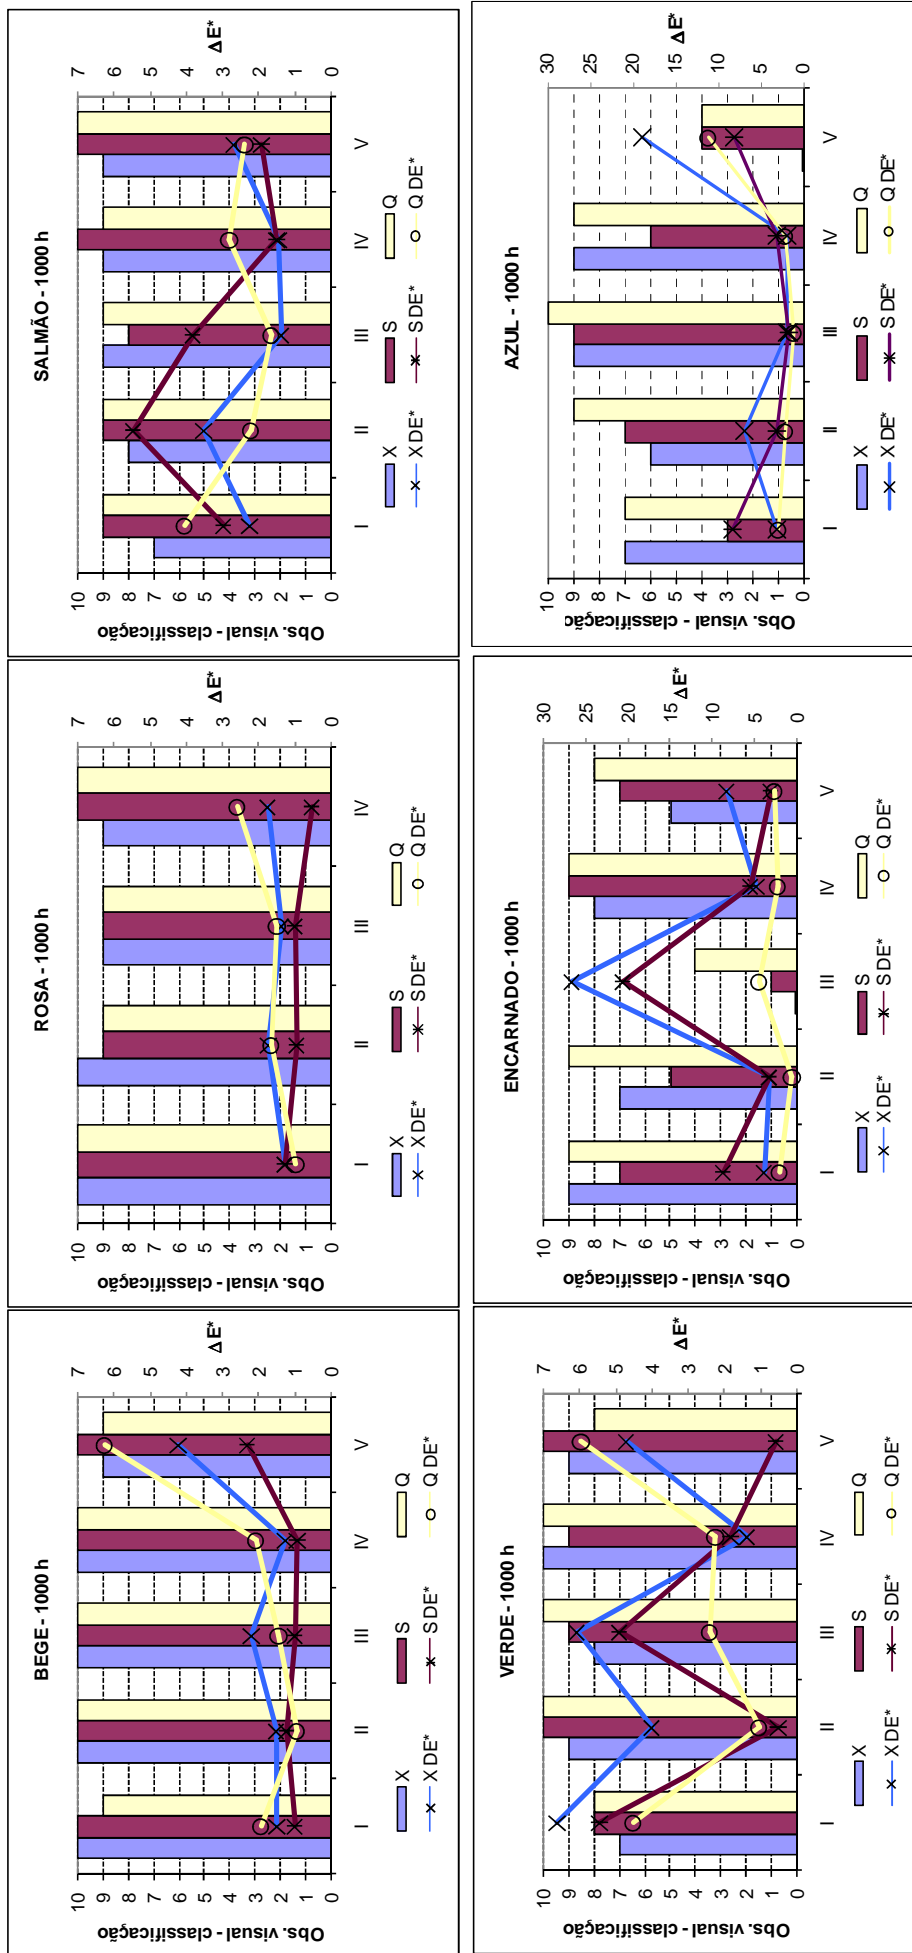 BEGE - 1000 h
Obs. visual - classificação
10 9 8 7 6 5 4 3 2 1 0
7 6 5 4 3 2 1 0
ΔE*
I II III IV V
X S Q
X DE* S DE* Q DE*
ROSA - 1000 h
Obs. visual - classificação
10 9 8 7 6 5 4 3 2 1 0
7 6 5 4 3 2 1 0
ΔE*
I II III IV
X S Q
X DE* S DE* Q DE*
SALMÃO - 1000 h
Obs. visual - classificação
10 9 8 7 6 5 4 3 2 1 0
7 6 5 4 3 2 1 0
ΔE*
I II III IV V
X S Q
X DE* S DE* Q DE*
VERDE - 1000 h
Obs. visual - classificação
10 9 8 7 6 5 4 3 2 1 0
7 6 5 4 3 2 1 0
ΔE*
I II III IV V
X S Q
X DE* S DE* Q DE*
ENCARNADO - 1000 h
Obs. visual - classificação
10 9 8 7 6 5 4 3 2 1 0
30 25 20 15 10 5 0
ΔE*
I II III IV V
X S Q
X DE* S DE* Q DE*
AZUL - 1000 h
Obs. visual - classificação
10 9 8 7 6 5 4 3 2 1 0
30 25 20 15 10 5 0
ΔE*
I II III IV V
X S Q
X DE* S DE* Q DE*